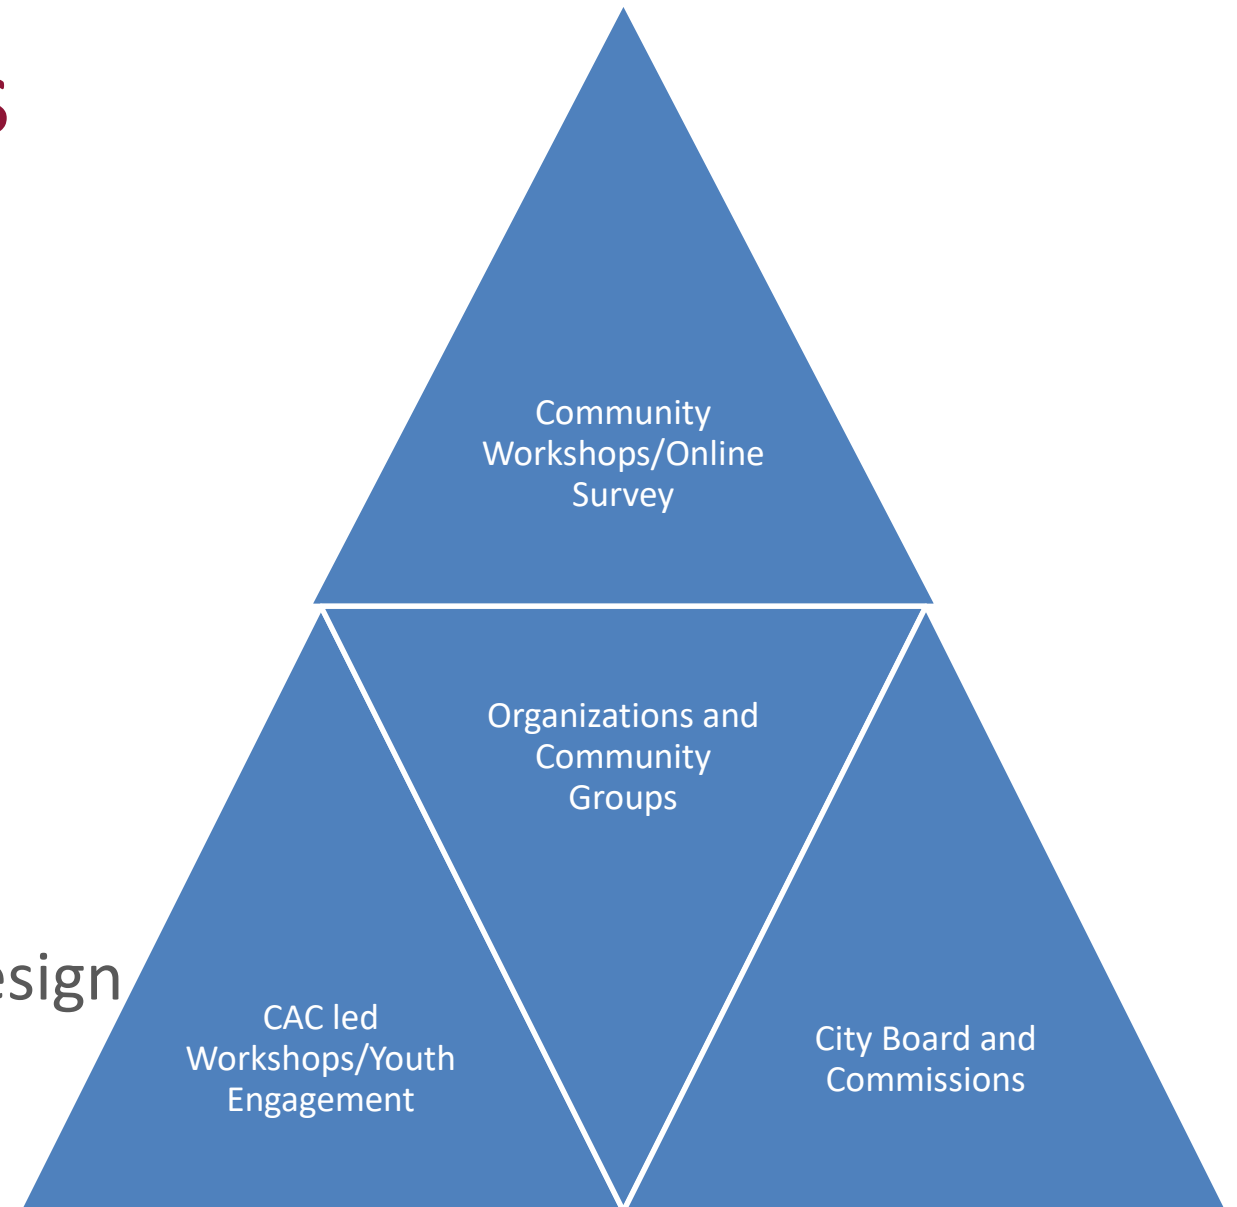 s
Community
Workshops/Online
Survey
Organizations and
Community
Groups
esign
CAC led
Workshops/Youth
Engagement
City Board and
Commissions